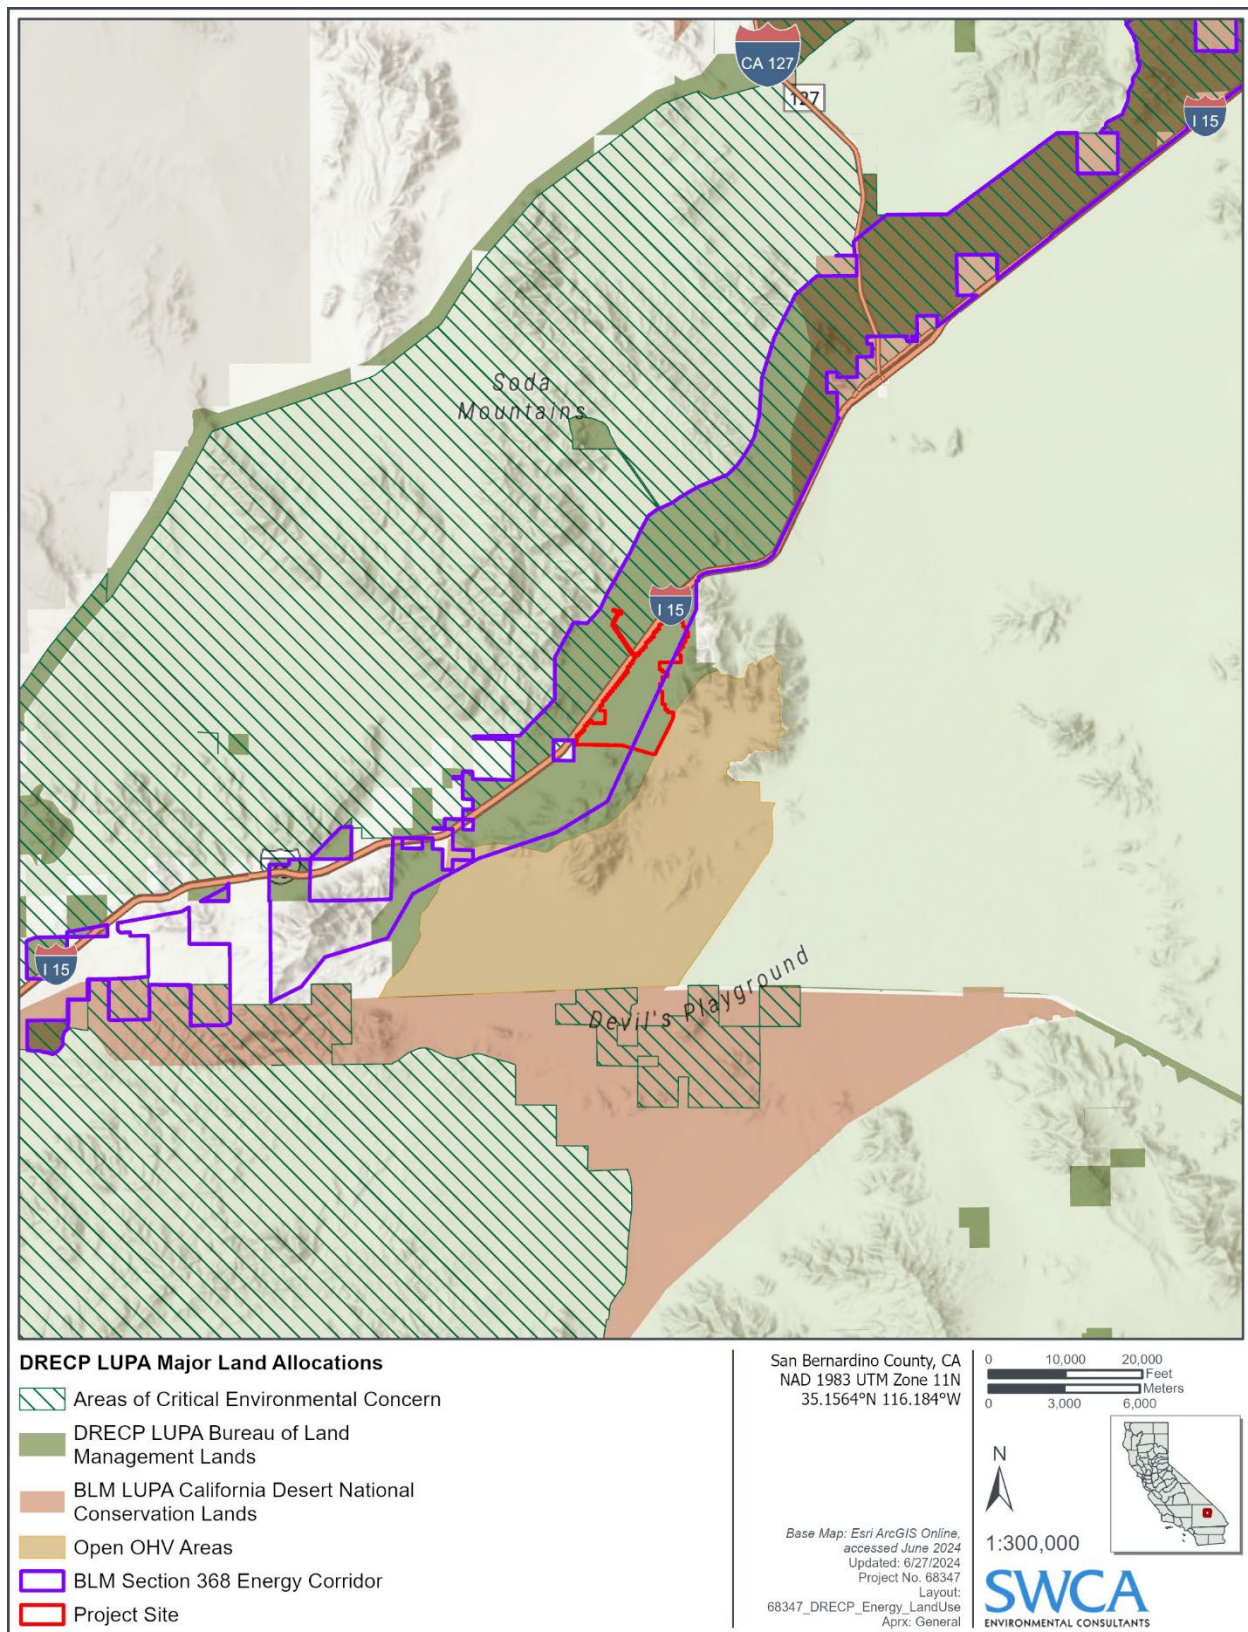 CA 127
127
I 15
Soda
Mountains
I 15
I 15
Devil's Playground
DRECP LUPA Major Land Allocations
Areas of Critical Environmental Concern
DRECP LUPA Bureau of Land
Management Lands
BLM LUPA California Desert National
Conservation Lands
Open OHV Areas
BLM Section 368 Energy Corridor
Project Site
San Bernardino County, CA
NAD 1983 UTM Zone 11N
35.1564°N 116.184°W
Base Map: Esri ArcGIS Online,
accessed June 2024
Updated: 6/27/2024
Project No. 68347
Layout:
68347_DRECP_Energy_LandUse
Aprx: General
0 10,000 20,000
Feet
Meters
0 3,000 6,000
N
1:300,000
SWCA
ENVIRONMENTAL CONSULTANTS